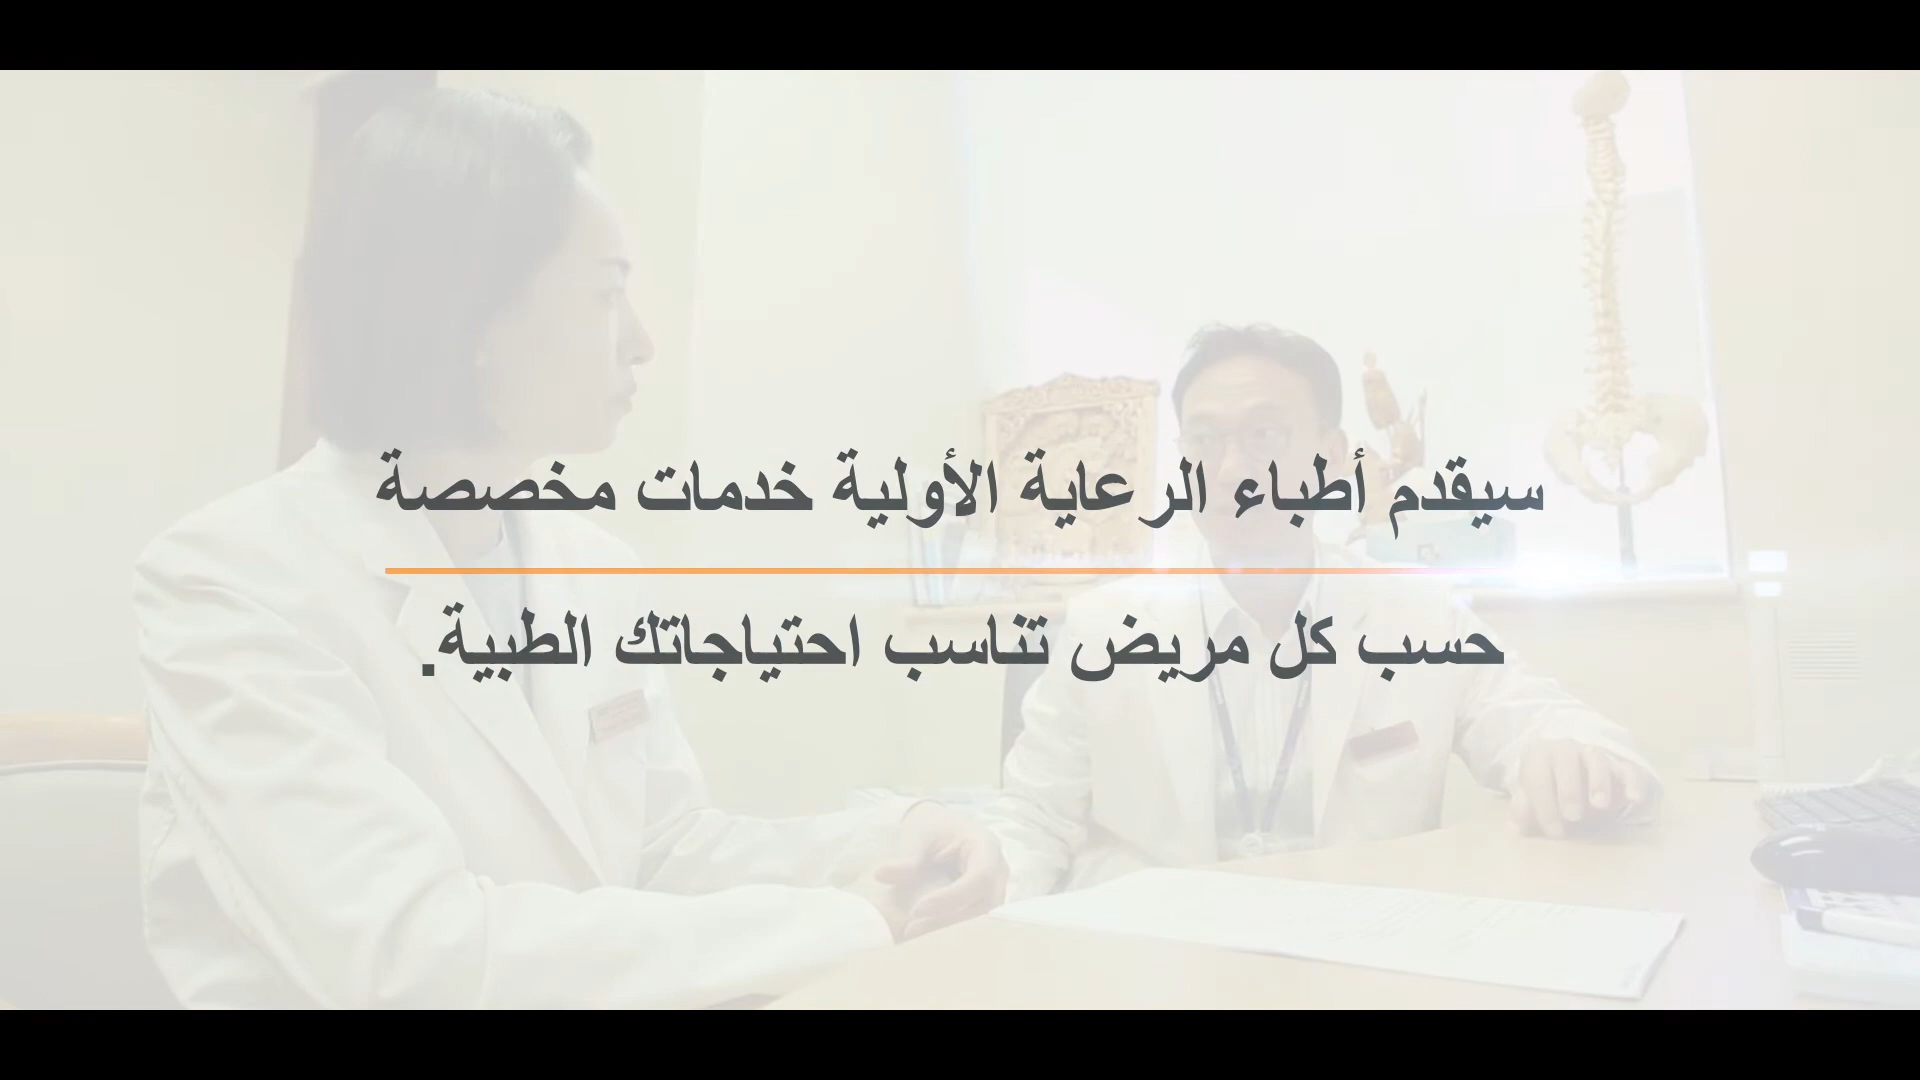 سيقدم أطباء الرعاية الأولية خدمات مخصصة
حسب كل مريض تناسب احتياجاتك الطبية.